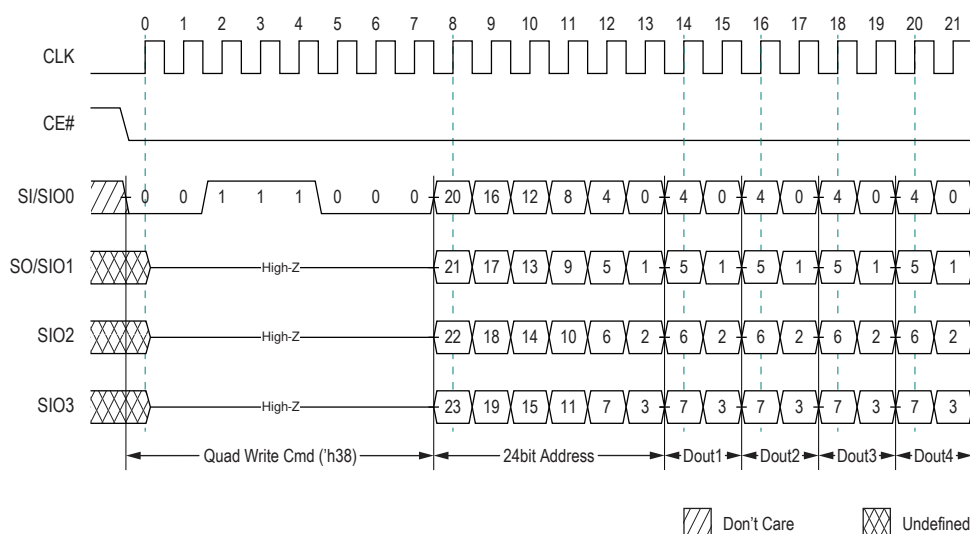 0 1 2 3 4 5 6 7 8 9 10 11 12 13 14 15 16 17 18 19 20 21
CLK
CE#
SI/SIO0 0 0 1 1 1 0 0 0 20 16 12 8 4 0 4 0 4 0 4 0 4 0
SO/SIO1 High-Z 21 17 13 9 5 1 5 1 5 1 5 1 5 1
SIO2 High-Z 22 18 14 10 6 2 6 2 6 2 6 2 6 2
SIO3 High-Z 23 19 15 11 7 3 7 3 7 3 7 3 7 3
Quad Write Cmd ('h38) 24bit Address Dout1 Dout2 Dout3 Dout4
Don't Care Undefined